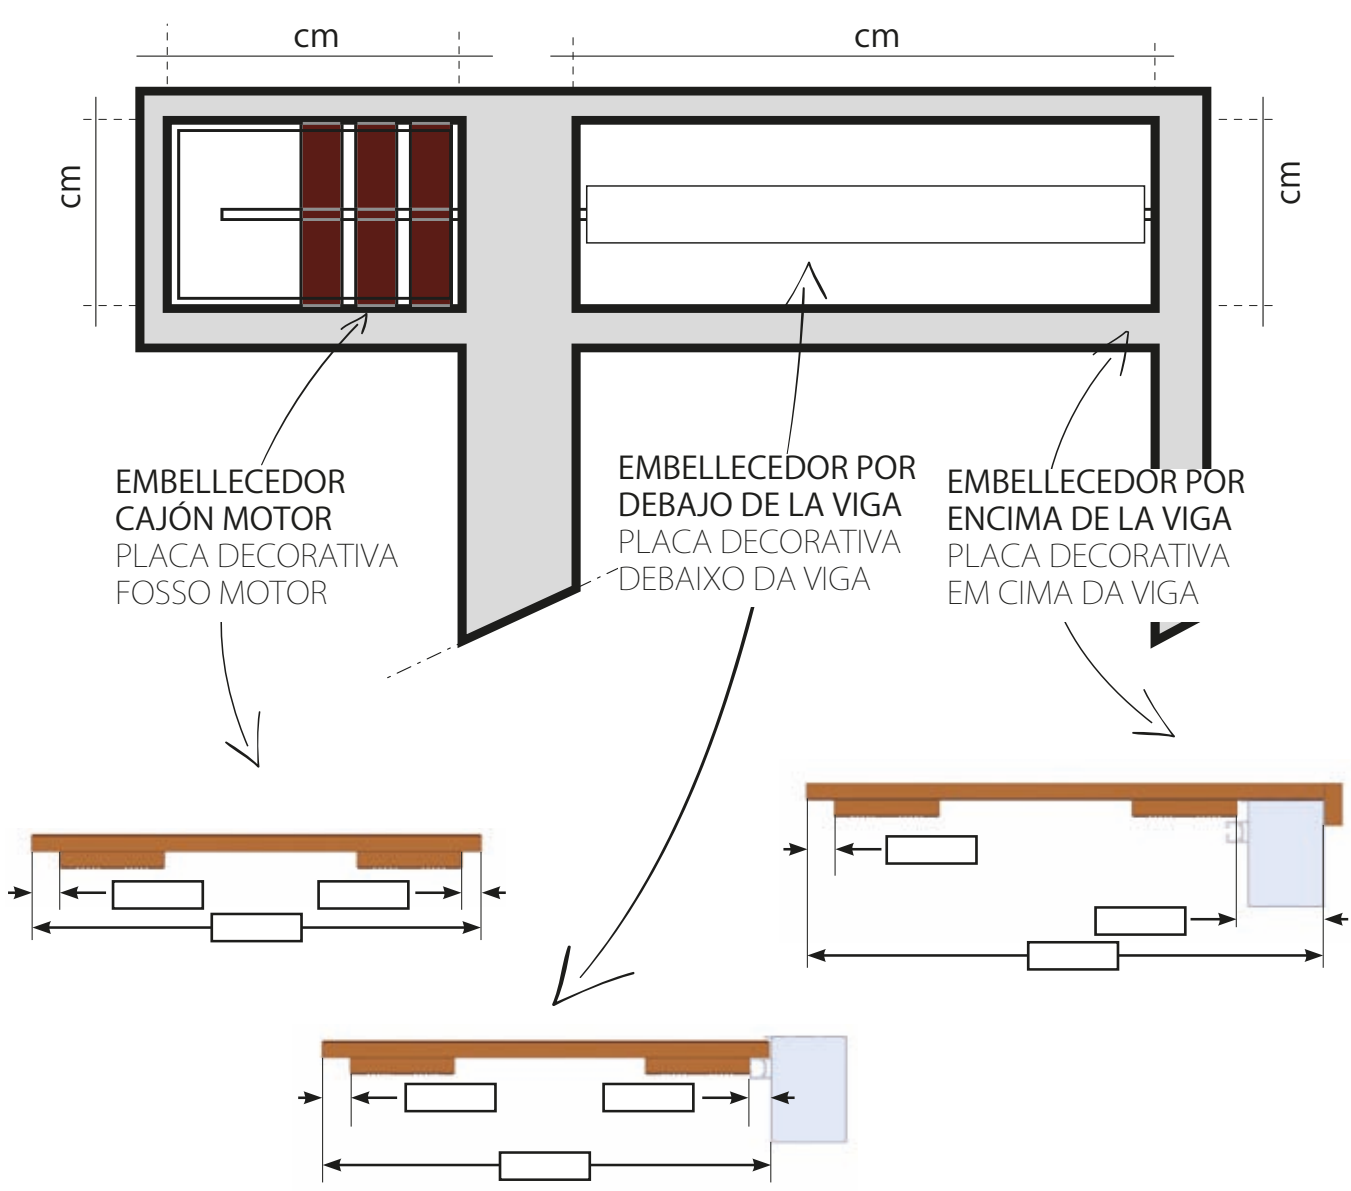 cm
cm
cm
cm
EMBELLECEDOR
CAJÓN MOTOR
PLACA DECORATIVA
FOSSO MOTOR
EMBELLECEDOR POR
DEBAJO DE LA VIGA
PLACA DECORATIVA
DEBAIXO DA VIGA
EMBELLECEDOR POR
ENCIMA DE LA VIGA
PLACA DECORATIVA
EM CIMA DA VIGA